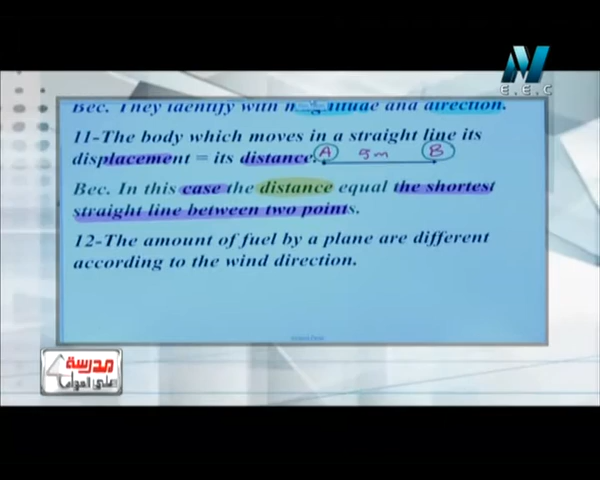 E.E.C
Bec. They identify with magnitude and direction.
11-The body which moves in a straight line its
displacement = its distance. A 5m B
Bec. In this case the distance equal the shortest
straight line between two points.
12-The amount of fuel by a plane are different
according to the wind direction.
مدرسة
على الهواء